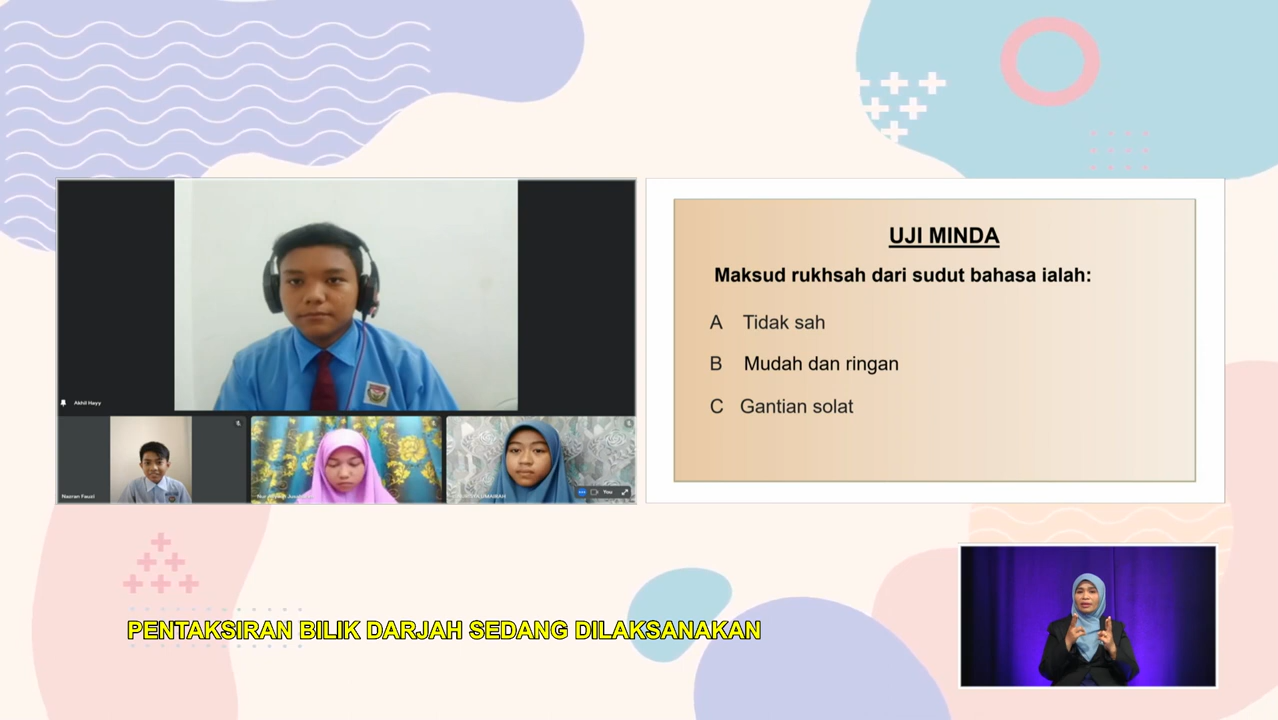 UJI MINDA
Maksud rukhsah dari sudut bahasa ialah:
A Tidak sah
B Mudah dan ringan
C Gantian solat
Akhil Hayy
Nazran Fauzi
You
PENTAKSIRAN BILIK DARJAH SEDANG DILAKSANAKAN